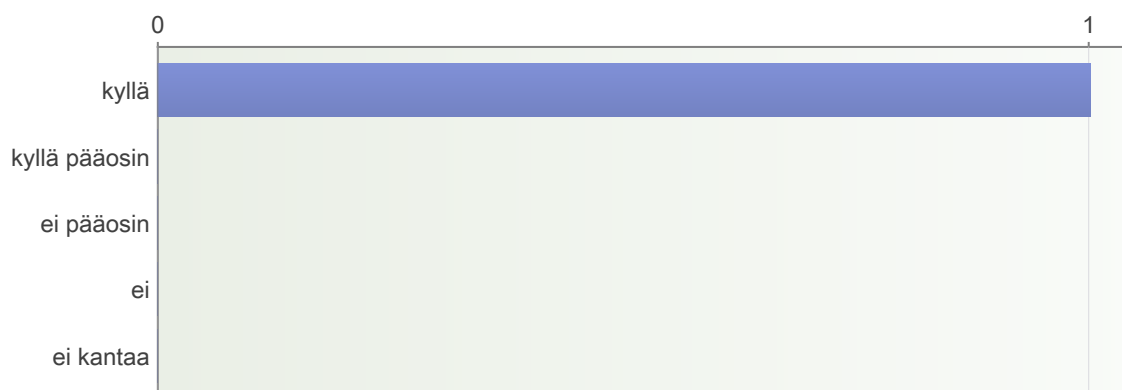 0 1
kyllä
kyllä pääosin
ei pääosin
ei
ei kantaa